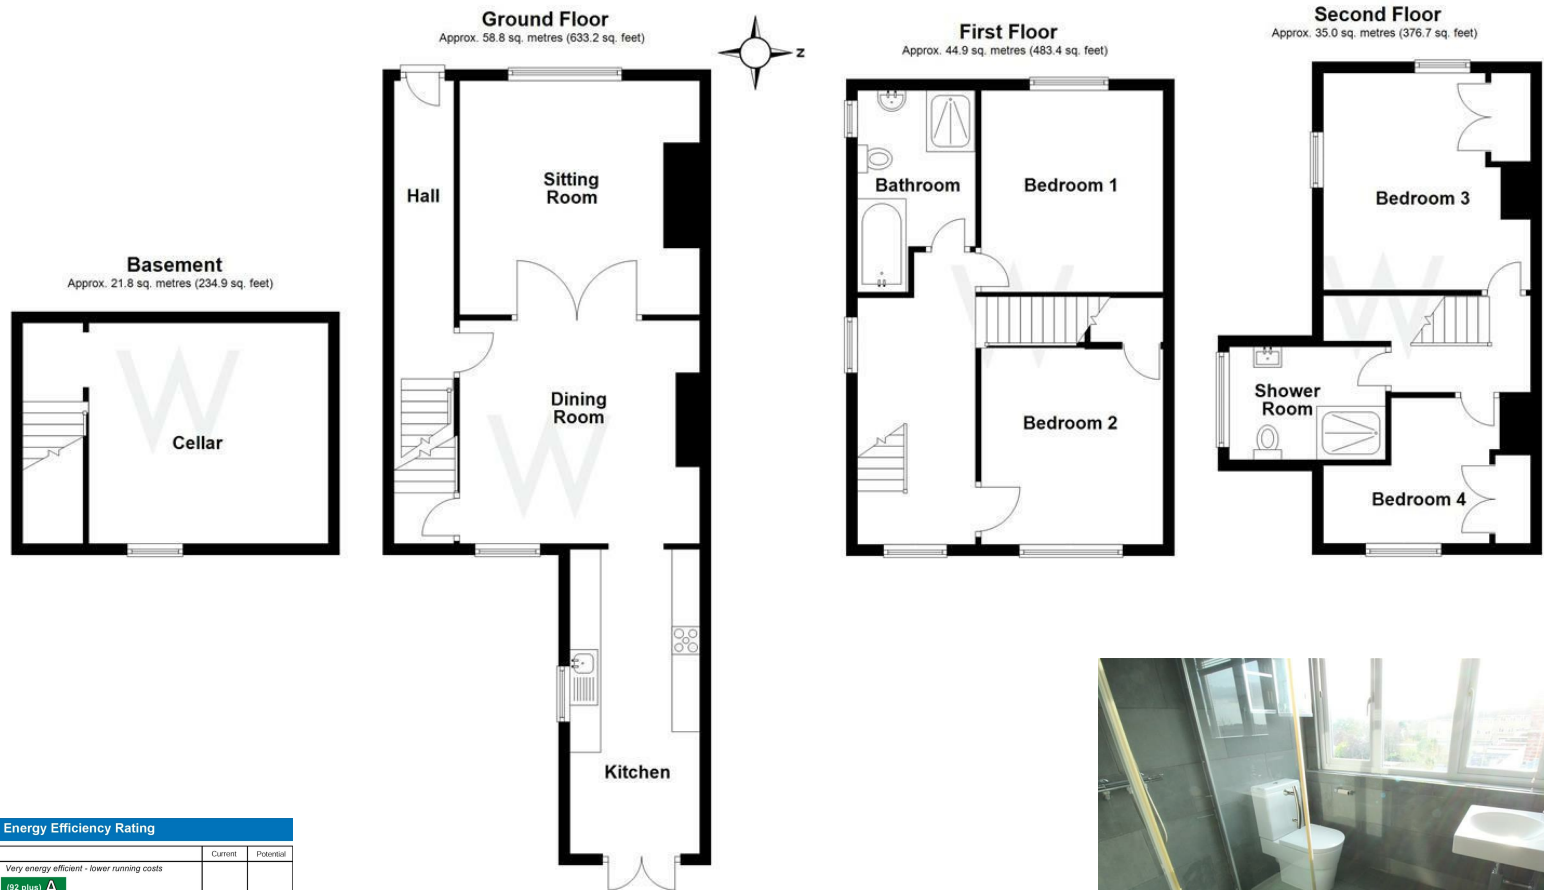 Ground Floor
Approx. 58.8 sq. metres (633.2 sq. feet)
First Floor
Approx. 44.9 sq. metres (483.4 sq. feet)
Second Floor
Approx. 35.0 sq. metres (376.7 sq. feet)
Z
Basement
Approx. 21.8 sq. metres (234.9 sq. feet)
Cellar
Hall
Sitting
Room
Dining
Room
Kitchen
Bathroom
Bedroom 1
Bedroom 2
Bedroom 3
Shower
Room
Bedroom 4
W
W
W
W
Energy Efficiency Rating
Current
Potential
Very energy efficient - lower running costs
(92 plus) A